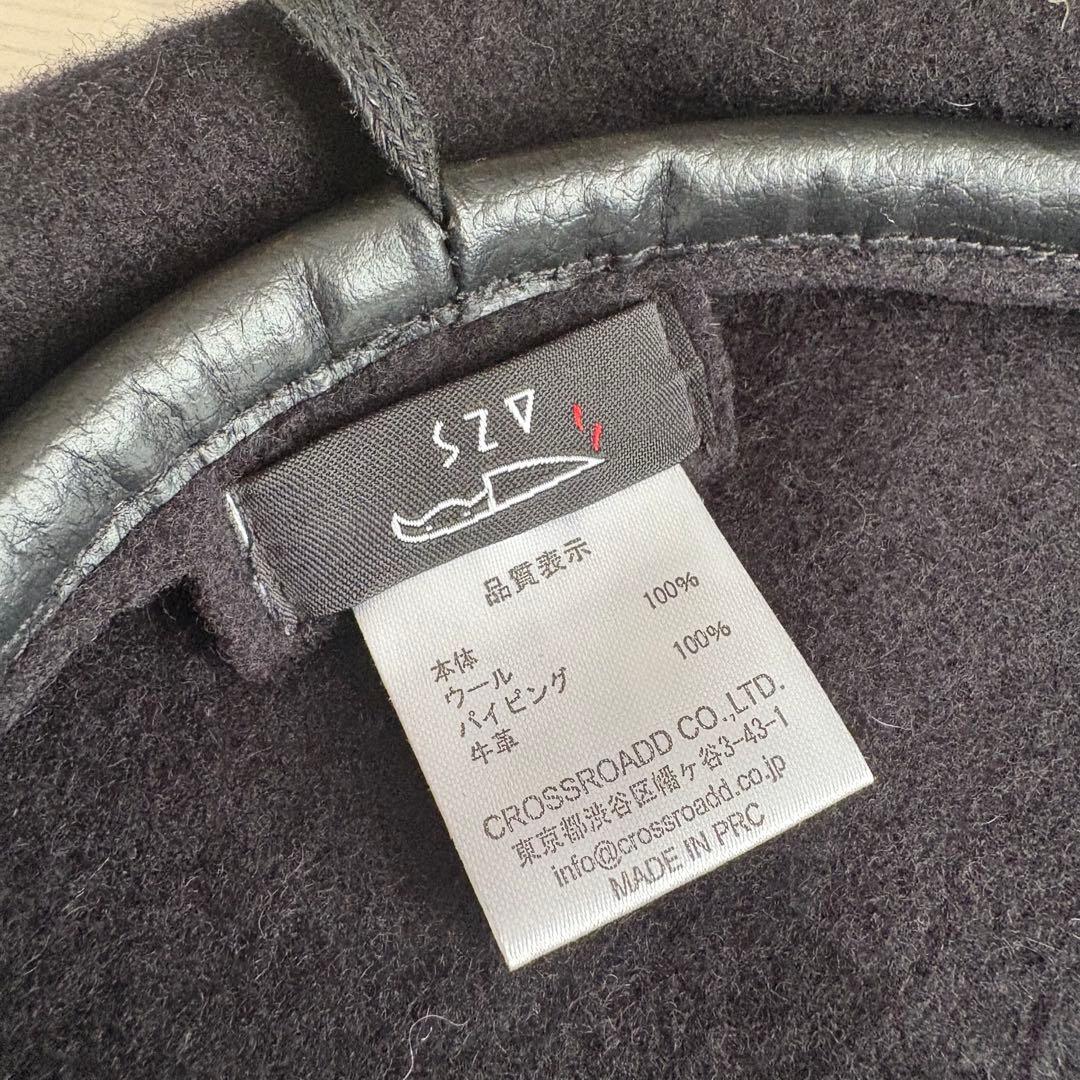 品質表示
本体
ウール 100%
パイピング
牛革 100%
CROSSROADD CO.,LTD.
東京都渋谷区幡ヶ谷3-43-1
info@crossroadd.co.jp
MADE IN PRC